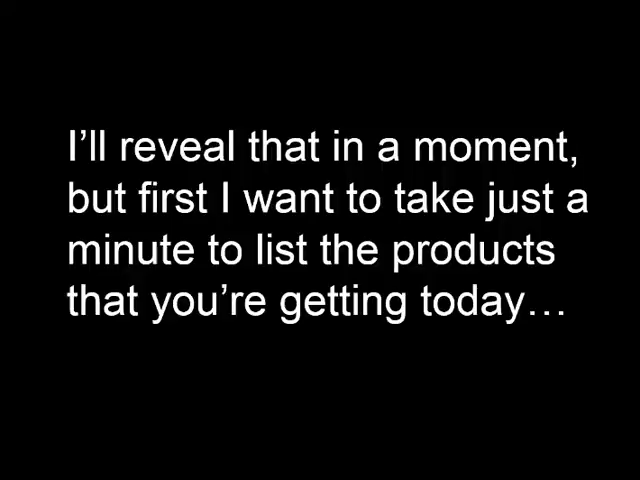 I’ll reveal that in a moment,
but first I want to take just a
minute to list the products
that you’re getting today…